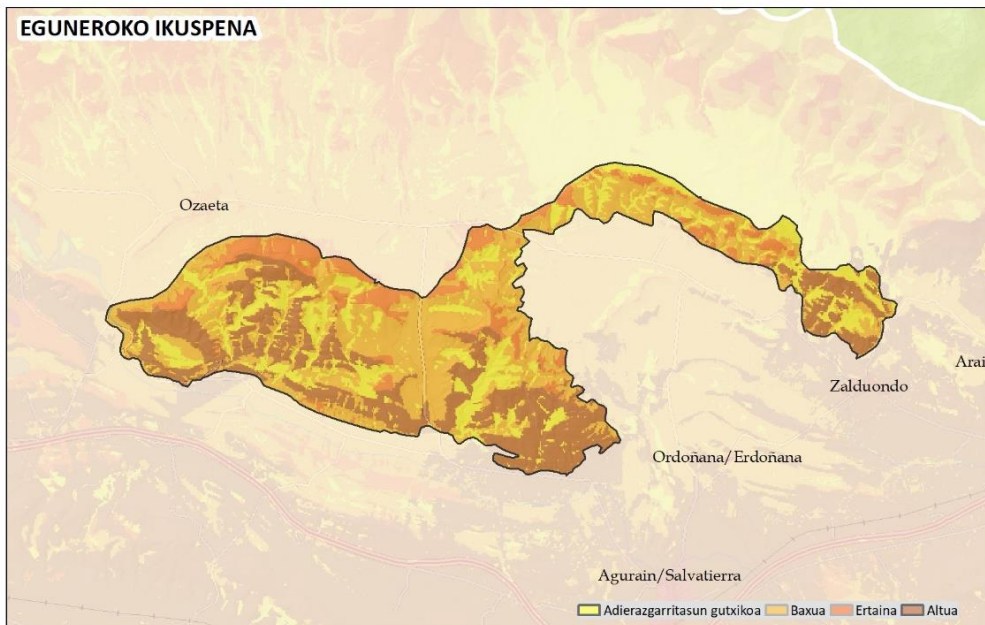 EGUNEROKO IKUSPENA
Ozaeta
Arai
Zalduondo
Ordoñana/Erdoñana
Agurain/Salvatierra
Adierazgarritasun gutxikoa Baxua Ertaina Altua